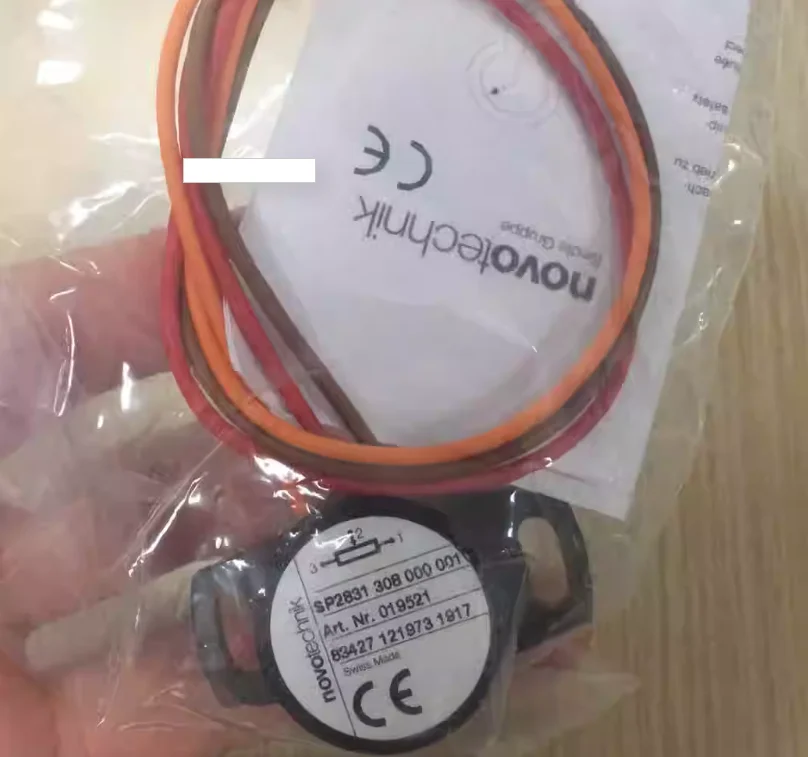 CE
novotechnik
Siedle Gruppe
safety
2
1
3
SP2831 308 000 001
Art. Nr. 019521
83427 121973 1917
Swiss Made
novotechnik
CE